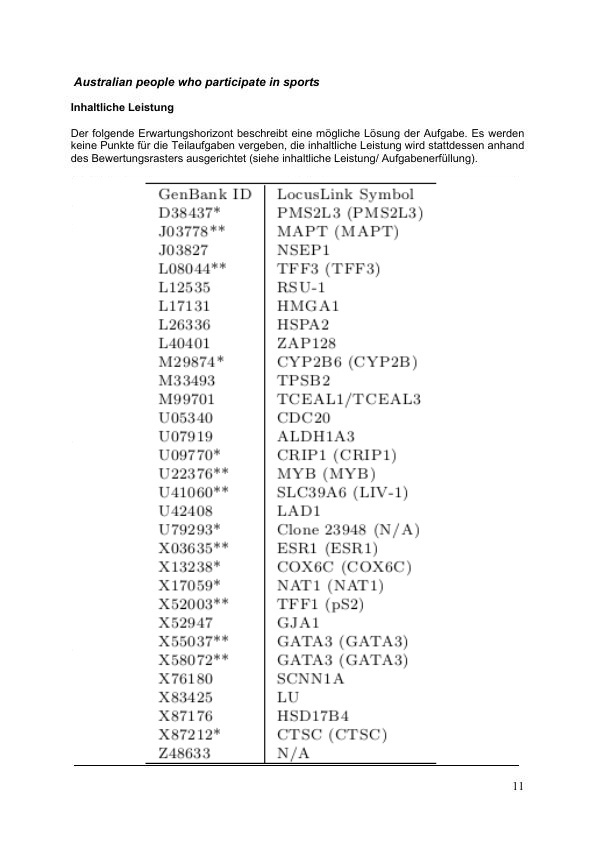 Australian people who participate in sports
Inhaltliche Leistung
Der folgende Erwartungshorizont beschreibt eine mögliche Lösung der Aufgabe. Es werden
keine Punkte für die Teilaufgaben vergeben, die inhaltliche Leistung wird stattdessen anhand
des Bewertungsrasters ausgerichtet (siehe inhaltliche Leistung/ Aufgabenerfüllung).
GenBank ID LocusLink Symbol
D38437* PMS2L3 (PMS2L3)
J03778** MAPT (MAPT)
J03827 NSEP1
L08044** TFF3 (TFF3)
L12535 RSU-1
L17131 HMGA1
L26336 HSPA2
L40401 ZAP128
M29874* CYP2B6 (CYP2B)
M33493 TPSB2
M99701 TCEAL1/TCEAL3
U05340 CDC20
U07919 ALDH1A3
U09770* CRIP1 (CRIP1)
U22376** MYB (MYB)
U41060** SLC39A6 (LIV-1)
U42408 LAD1
U79293* Clone 23948 (N/A)
X03635** ESR1 (ESR1)
X13238* COX6C (COX6C)
X17059* NAT1 (NAT1)
X52003** TFF1 (pS2)
X52947 GJA1
X55037** GATA3 (GATA3)
X58072** GATA3 (GATA3)
X76180 SCNN1A
X83425 LU
X87176 HSD17B4
X87212* CTSC (CTSC)
Z48633 N/A
11